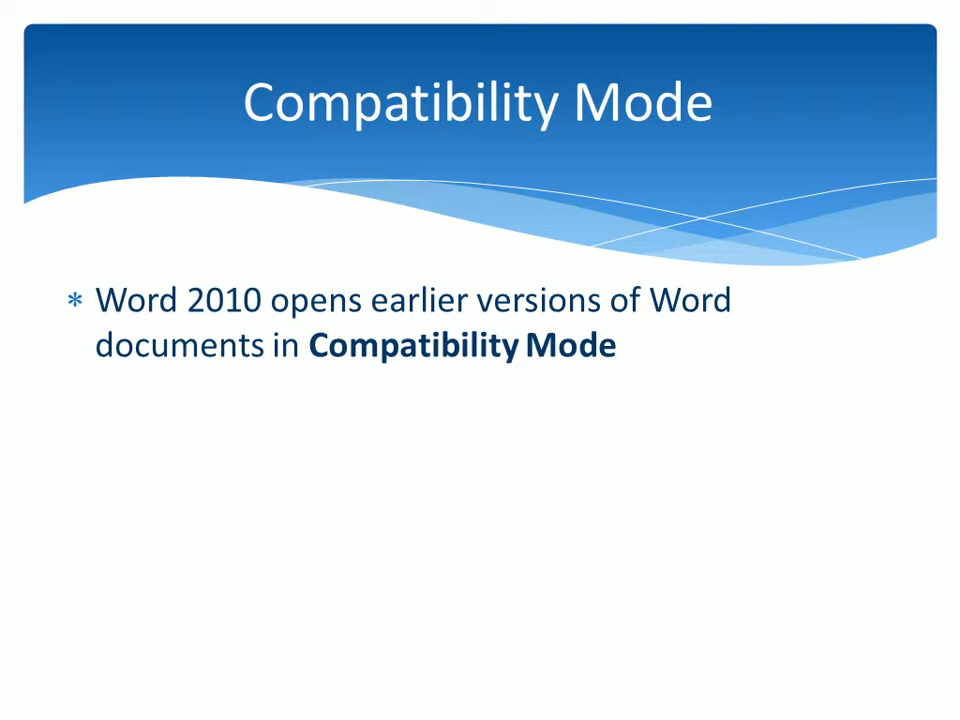 Compatibility Mode
* Word 2010 opens earlier versions of Word
documents in Compatibility Mode